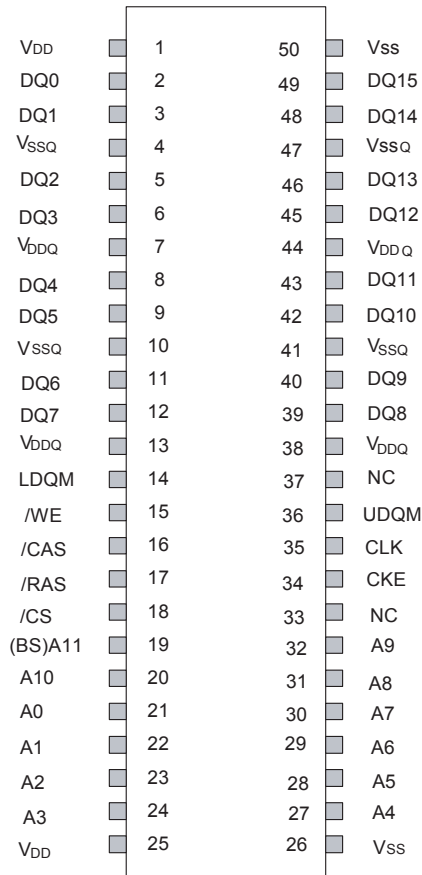 VDD 1 50 Vss
DQ0 2 49 DQ15
DQ1 3 48 DQ14
VSSQ 4 47 VssQ
DQ2 5 46 DQ13
DQ3 6 45 DQ12
VDDQ 7 44 VDDQ
DQ4 8 43 DQ11
DQ5 9 42 DQ10
VSSQ 10 41 VSSQ
DQ6 11 40 DQ9
DQ7 12 39 DQ8
VDDQ 13 38 VDDQ
LDQM 14 37 NC
/WE 15 36 UDQM
/CAS 16 35 CLK
/RAS 17 34 CKE
/CS 18 33 NC
(BS)A11 19 32 A9
A10 20 31 A8
A0 21 30 A7
A1 22 29 A6
A2 23 28 A5
A3 24 27 A4
VDD 25 26 VSS